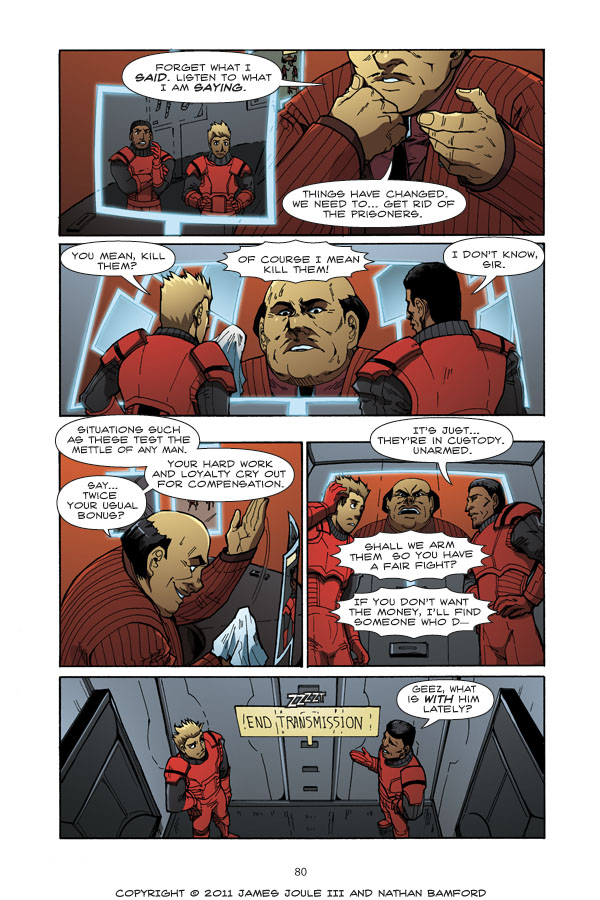 FORGET WHAT I
SAID. LISTEN TO WHAT
I AM SAYING.
THINGS HAVE CHANGED.
WE NEED TO... GET RID OF
THE PRISONERS.
YOU MEAN, KILL
THEM?
OF COURSE I MEAN
KILL THEM!
I DON'T KNOW,
SIR.
SITUATIONS SUCH
AS THESE TEST THE
METTLE OF ANY MAN.
YOUR HARD WORK
AND LOYALTY CRY OUT
FOR COMPENSATION.
SAY...
TWICE
YOUR USUAL
BONUS?
IT'S JUST...
THEY'RE IN CUSTODY.
UNARMED.
SHALL WE ARM
THEM SO YOU HAVE
A FAIR FIGHT?
IF YOU DON'T WANT
THE MONEY, I'LL FIND
SOMEONE WHO D—
ZZZZZT
END TRANSMISSION
GEEZ, WHAT
IS WITH HIM
LATELY?
80
COPYRIGHT © 2011 JAMES JOULE III AND NATHAN BAMFORD